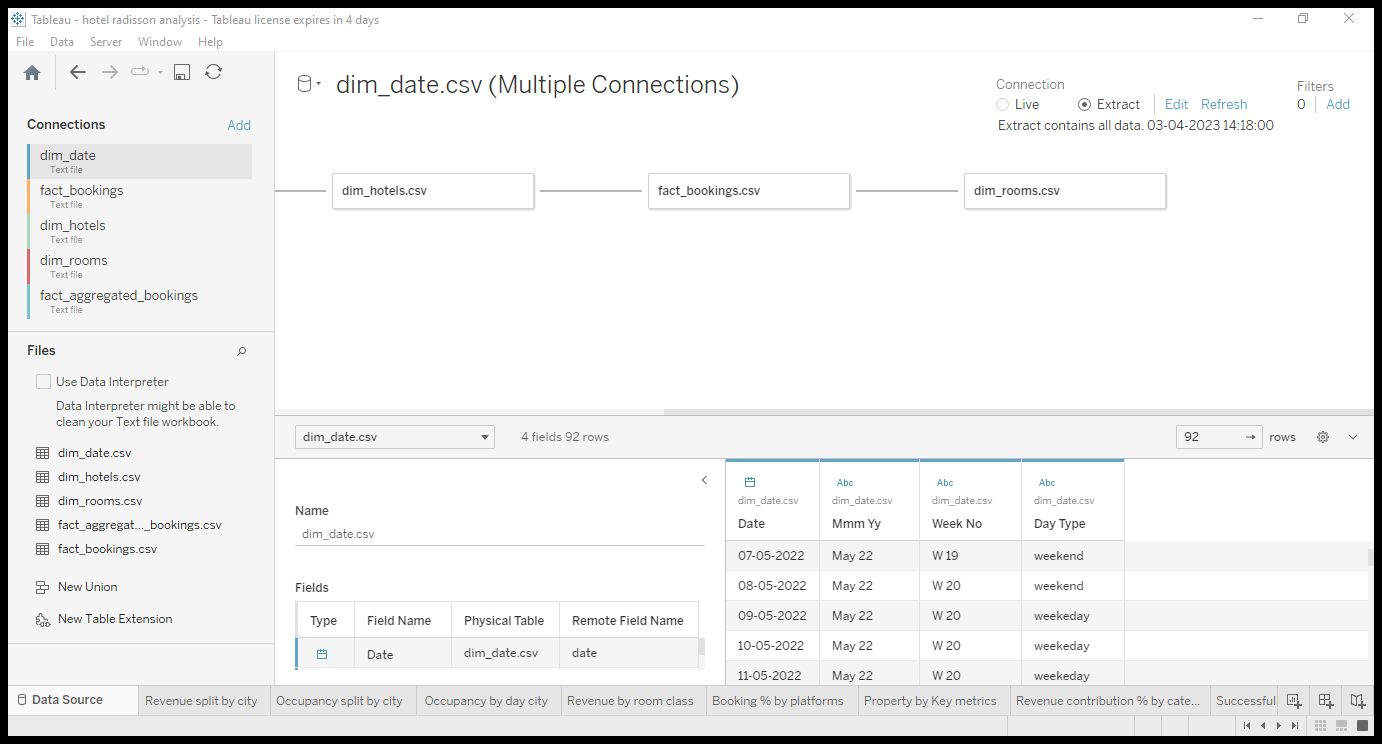 Tableau - hotel radisson analysis - Tableau license expires in 4 days
File Data Server Window Help
dim_date.csv (Multiple Connections)
Connection
Live Extract Edit Refresh
Extract contains all data. 03-04-2023 14:18:00
Filters
0 Add
Connections Add
dim_date
Text file
fact_bookings
Text file
dim_hotels
Text file
dim_rooms
Text file
fact_aggregated_bookings
Text file
dim_hotels.csv fact_bookings.csv dim_rooms.csv
Files
Use Data Interpreter
Data Interpreter might be able to
clean your Text file workbook.
dim_date.csv
dim_hotels.csv
dim_rooms.csv
fact_aggregat..._bookings.csv
fact_bookings.csv
New Union
New Table Extension
dim_date.csv 4 fields 92 rows 92 rows
Name
dim_date.csv
Fields
Type Field Name Physical Table Remote Field Name
Date dim_date.csv date
Abc Abc Abc
dim_date.csv dim_date.csv dim_date.csv dim_date.csv
Date Mmm Yy Week No Day Type
07-05-2022 May 22 W 19 weekend
08-05-2022 May 22 W 20 weekend
09-05-2022 May 22 W 20 weekeday
10-05-2022 May 22 W 20 weekeday
11-05-2022 May 22 W 20 weekeday
Data Source Revenue split by city Occupancy split by city Occupancy by day city Revenue by room class Booking % by platforms Property by Key metrics Revenue contribution % by cate... Successful